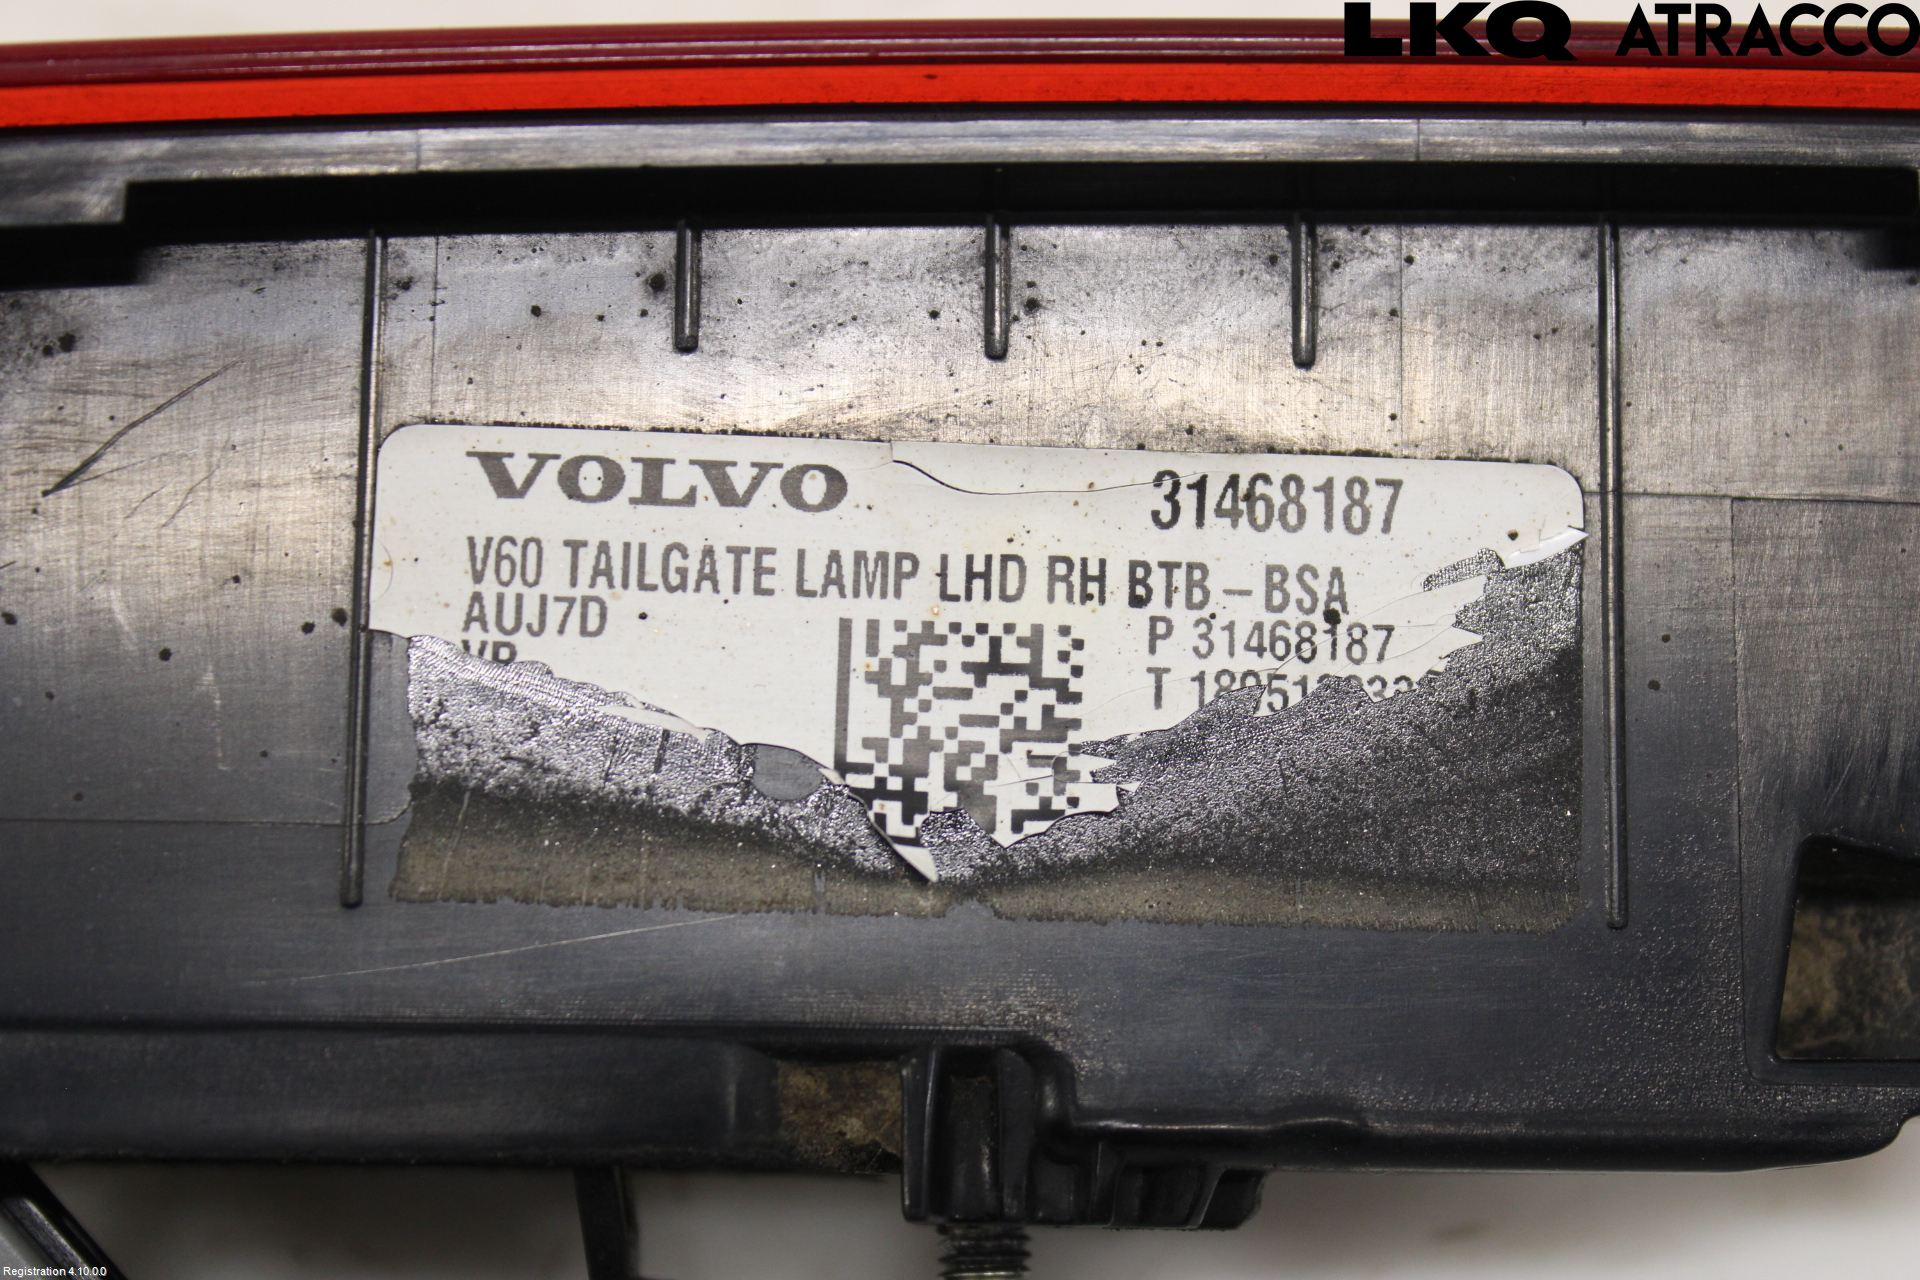 LKQ ATRACCO
VOLVO 31468187
V60 TAILGATE LAMP LHD RH BTB - BSA
AUJ7D
P 31468187
T
Registration 4.10.0.0